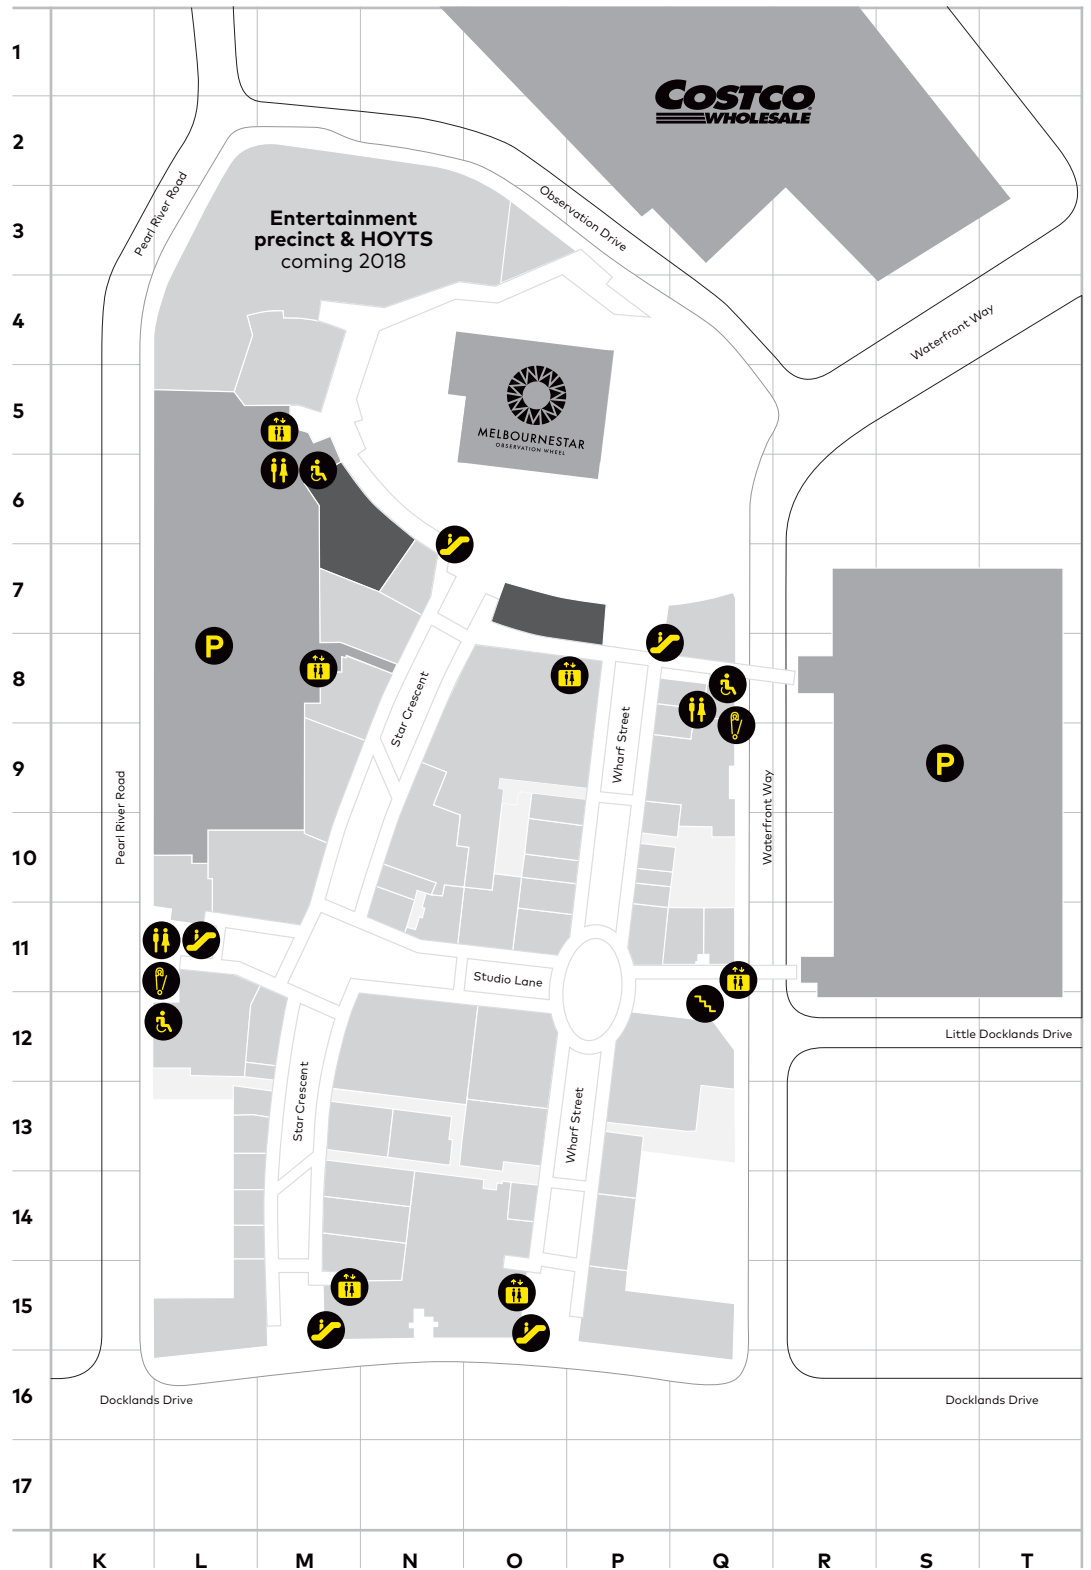 1
COSTCO
WHOLESALE
2
Pearl River Road
Observation Drive
3
Entertainment
precinct & HOYTS
coming 2018
4
Waterfront Way
5
MELBOURNESTAR
OBSERVATION WHEEL
6
7
P
8
Star Crescent
Wharf Street
9
P
Pearl River Road
Waterfront Way
10
11
Studio Lane
12
Little Docklands Drive
Star Crescent
Wharf Street
13
14
15
16
Docklands Drive
Docklands Drive
17
K L M N O P Q R S T